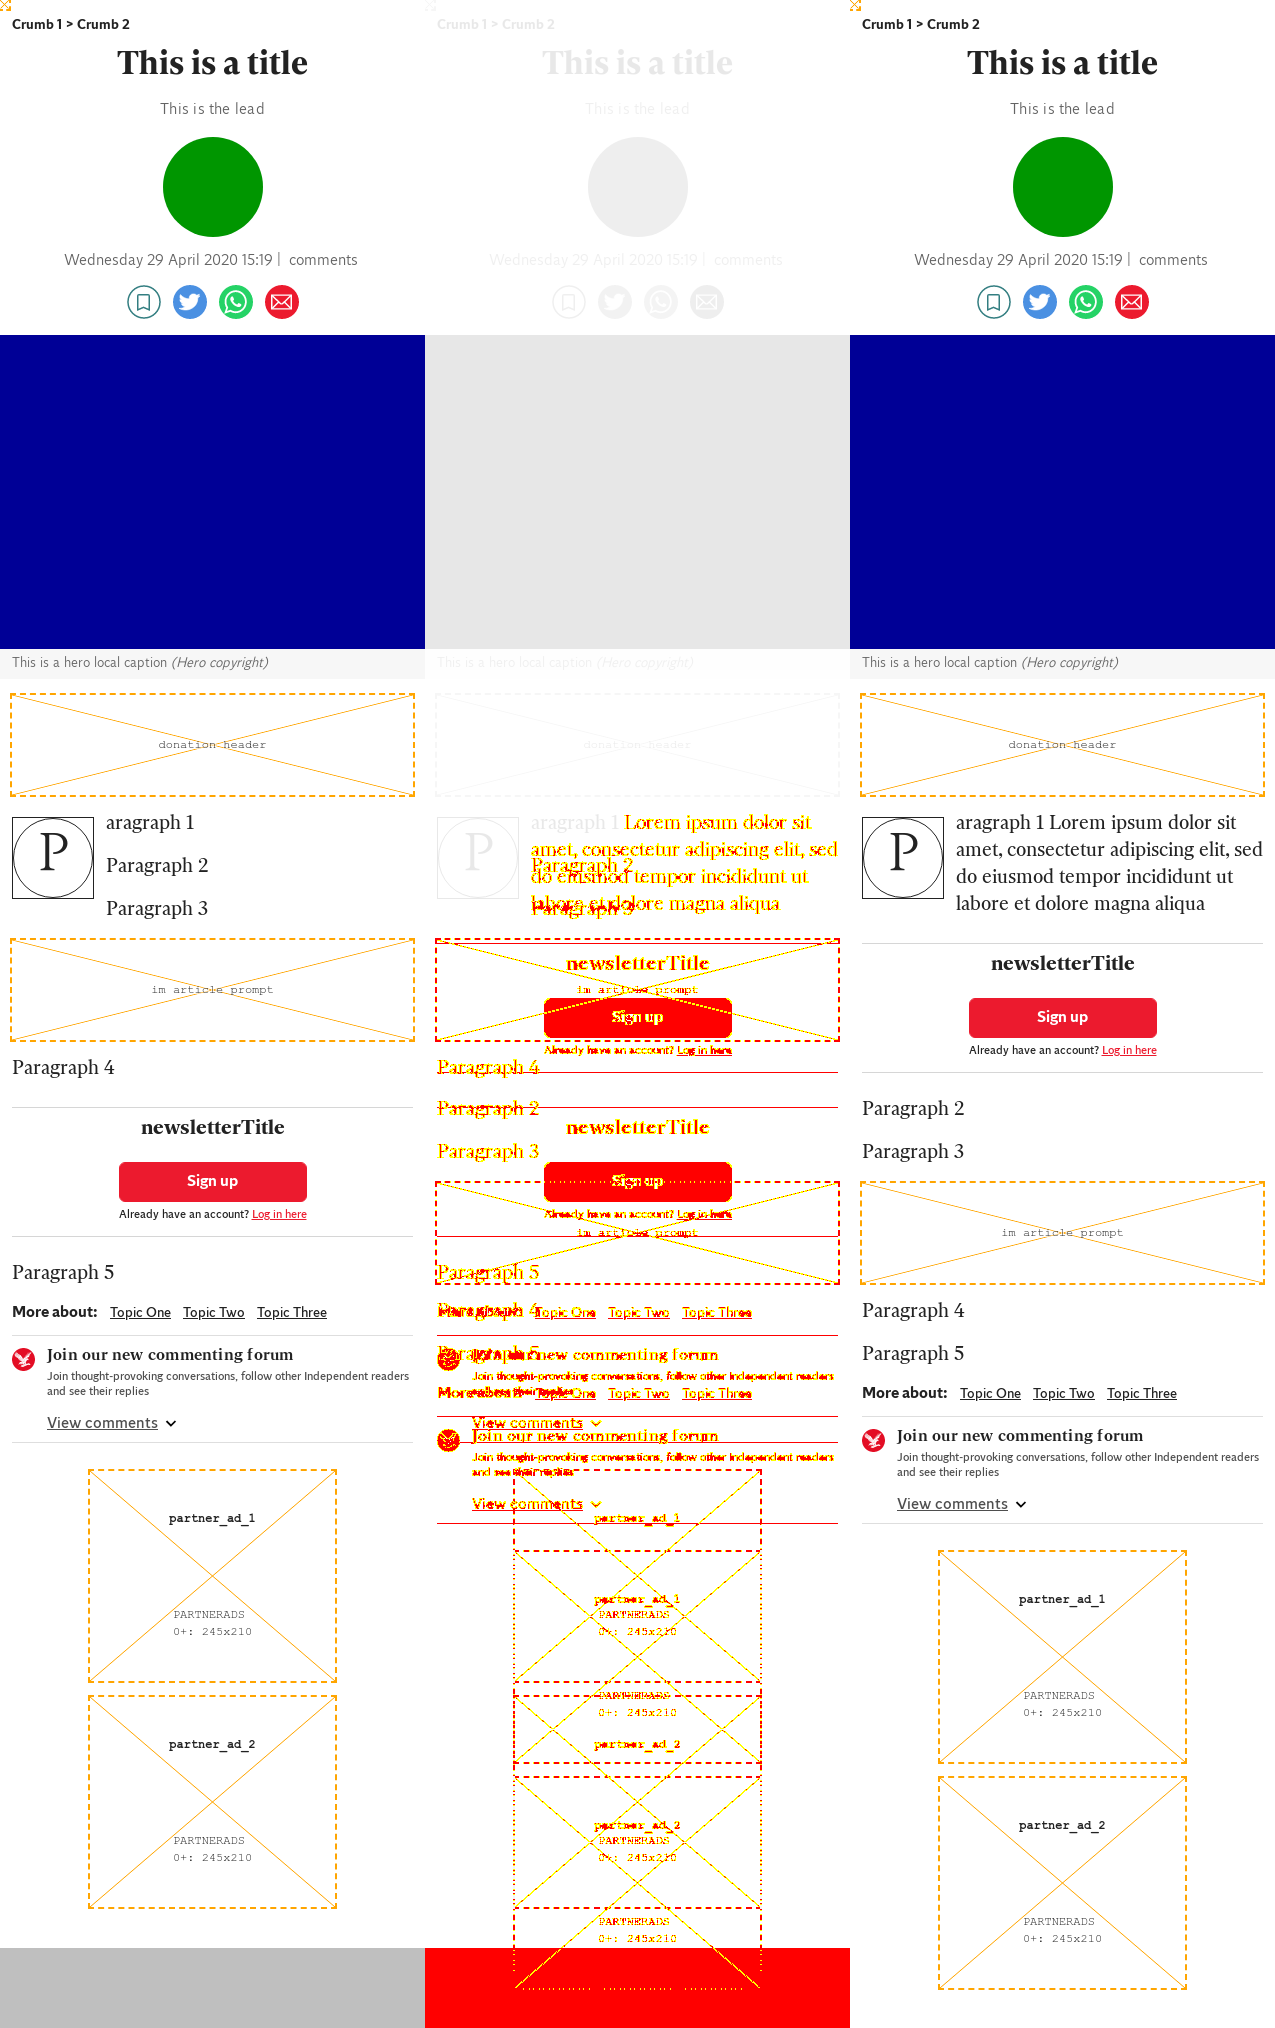 Crumb 1 > Crumb 2
This is a title
This is the lead
Wednesday 29 April 2020 15:19 | comments
This is a hero local caption (Hero copyright)
donation header
P
aragraph 1
Paragraph 2
Paragraph 3
im article prompt
Paragraph 4
newsletterTitle
Sign up
Already have an account? Log in here
Paragraph 5
More about: Topic One Topic Two Topic Three
Join our new commenting forum
Join thought-provoking conversations, follow other Independent readers
and see their replies
View comments
partner_ad_1
PARTNERADS
0+: 245x210
partner_ad_2
PARTNERADS
0+: 245x210
Crumb 1 > Crumb 2
This is a title
This is the lead
Wednesday 29 April 2020 15:19 | comments
This is a hero local caption (Hero copyright)
donation header
P
aragraph 1 Lorem ipsum dolor sit
amet, consectetur adipiscing elit, sed
Paragraph 2
do eiusmod tempor incididunt ut
labore et dolore magna aliqua
Paragraph 3
newsletterTitle
im article prompt
Sign up
Already have an account? Log in here
Paragraph 4
Paragraph 2
newsletterTitle
Paragraph 3
Sign up
Already have an account? Log in here
im article prompt
Paragraph 5
Paragraph 4
More about: Topic One Topic Two Topic Three
Paragraph 5
Join our new commenting forum
Join thought-provoking conversations, follow other Independent readers
and see their replies
More about: Topic One Topic Two Topic Three
View comments
Join our new commenting forum
Join thought-provoking conversations, follow other Independent readers
and see their replies
View comments
partner_ad_1
partner_ad_1
PARTNERADS
0+: 245x210
PARTNERADS
0+: 245x210
partner_ad_2
partner_ad_2
PARTNERADS
0+: 245x210
PARTNERADS
0+: 245x210
Crumb 1 > Crumb 2
This is a title
This is the lead
Wednesday 29 April 2020 15:19 | comments
This is a hero local caption (Hero copyright)
donation header
P
aragraph 1 Lorem ipsum dolor sit
amet, consectetur adipiscing elit, sed
do eiusmod tempor incididunt ut
labore et dolore magna aliqua
newsletterTitle
Sign up
Already have an account? Log in here
Paragraph 2
Paragraph 3
im article prompt
Paragraph 4
Paragraph 5
More about: Topic One Topic Two Topic Three
Join our new commenting forum
Join thought-provoking conversations, follow other Independent readers
and see their replies
View comments
partner_ad_1
PARTNERADS
0+: 245x210
partner_ad_2
PARTNERADS
0+: 245x210